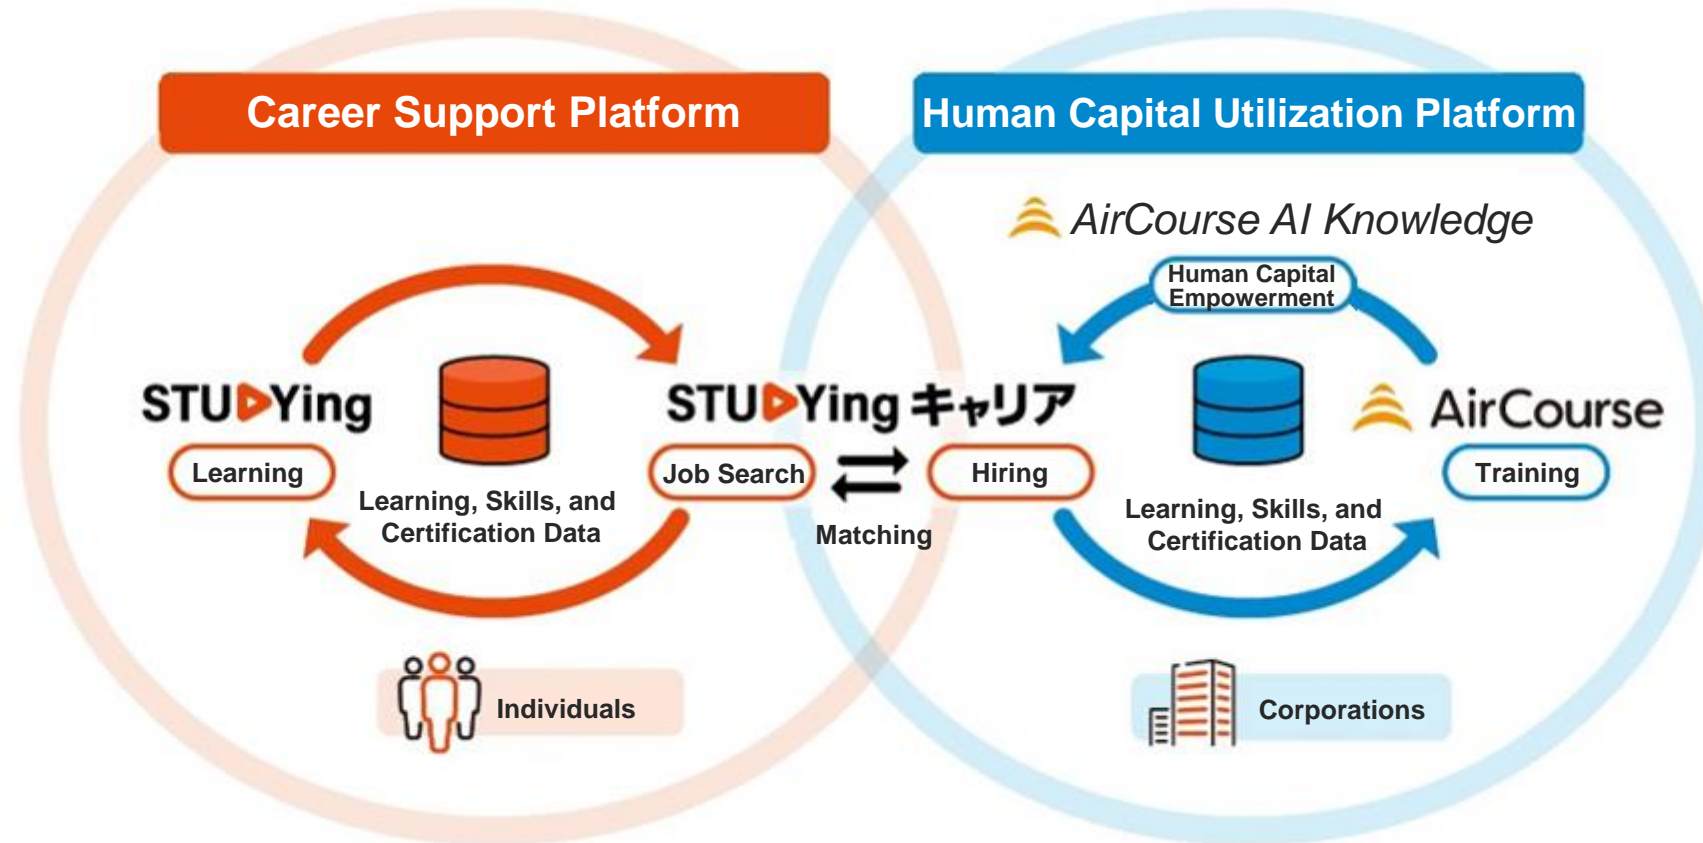 Career Support Platform
Human Capital Utilization Platform
AirCourse AI Knowledge
Human Capital
Empowerment
STUDYing
Learning
Learning, Skills, and
Certification Data
STUDYing キャリア
Job Search
Matching
Hiring
Learning, Skills, and
Certification Data
AirCourse
Training
Individuals
Corporations